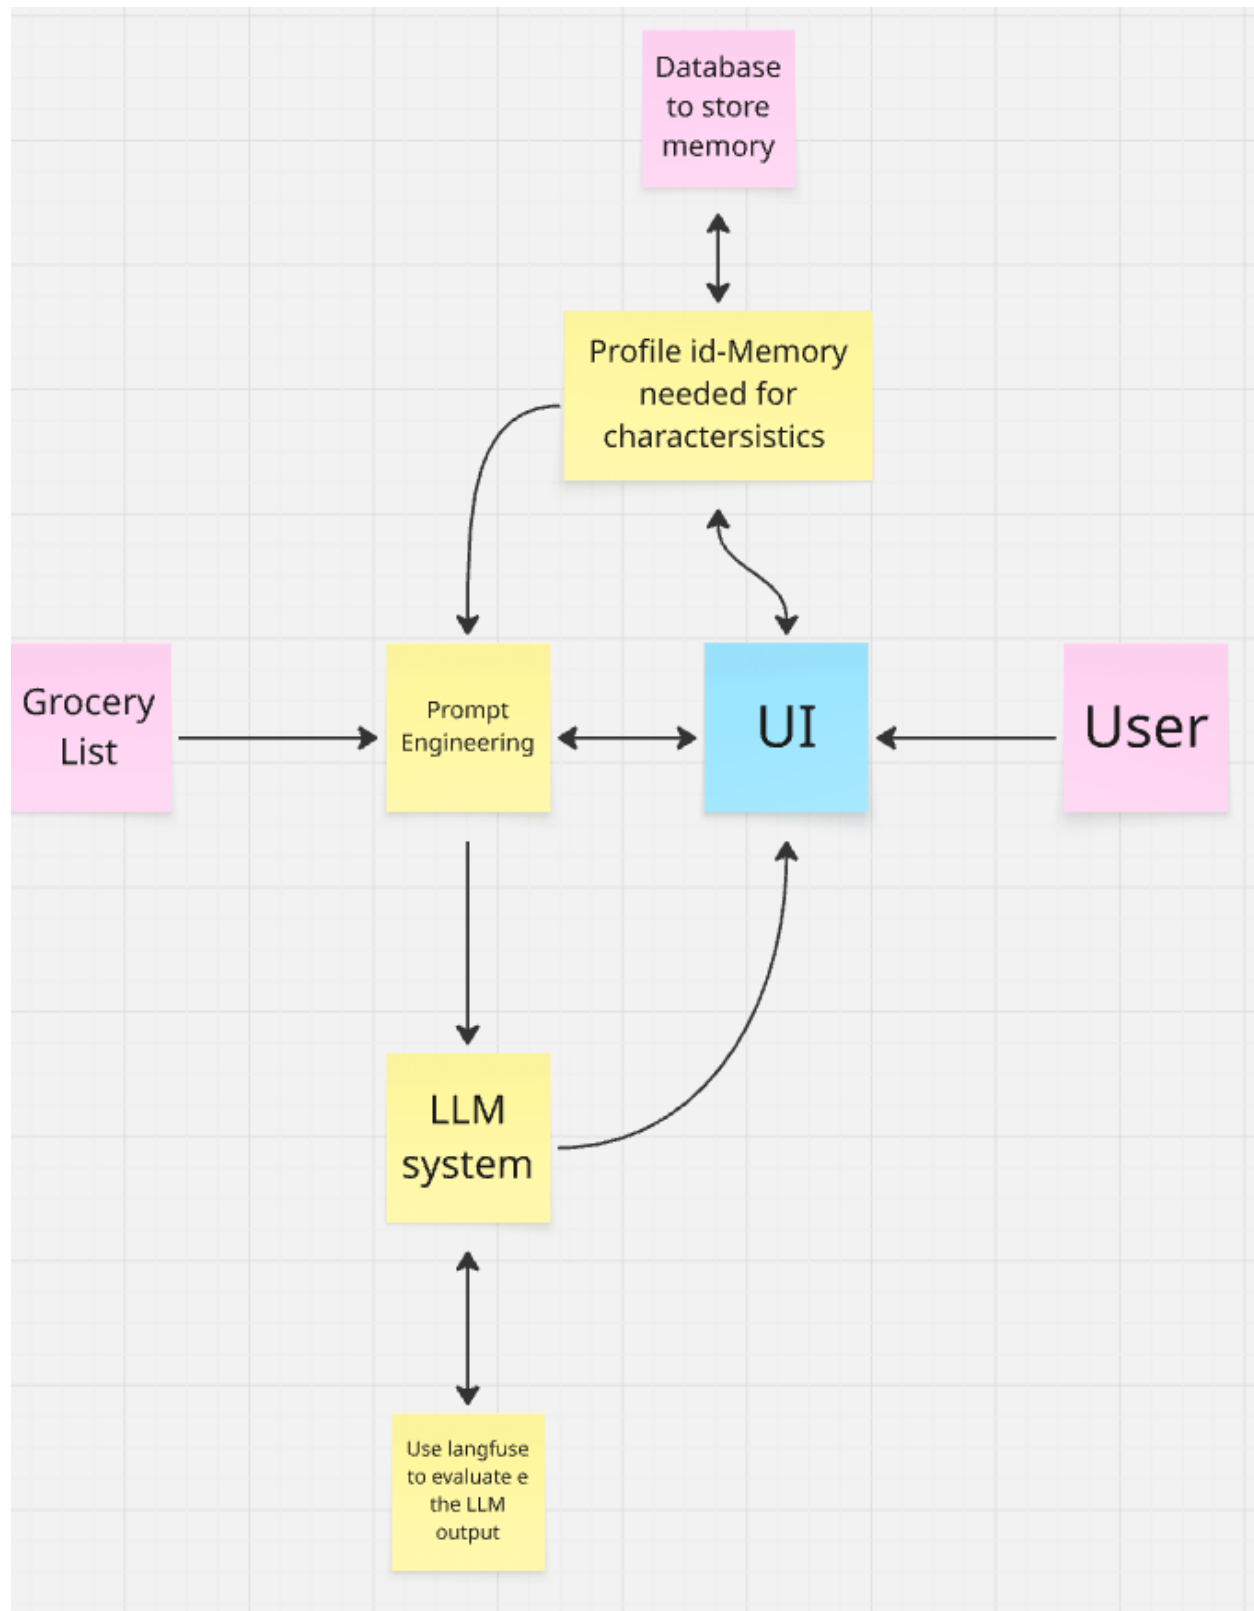 Database
to store
memory
Profile id-Memory
needed for
charactersistics
Grocery
List
Prompt
Engineering
UI
User
LLM
system
Use langfuse
to evaluate e
the LLM
output